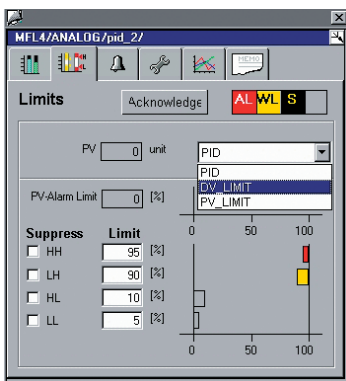 MFL4/ANALOG/pid_2/
MEMO
Limits
Acknowledge
AL WL S
PV 0 unit
PID
PID
DV_LIMIT
PV_LIMIT
PV-Alarm Limit 0 [%]
0 50 100
Suppress Limit
HH 95 [%]
LH 90 [%]
HL 10 [%]
LL 5 [%]
0 50 100